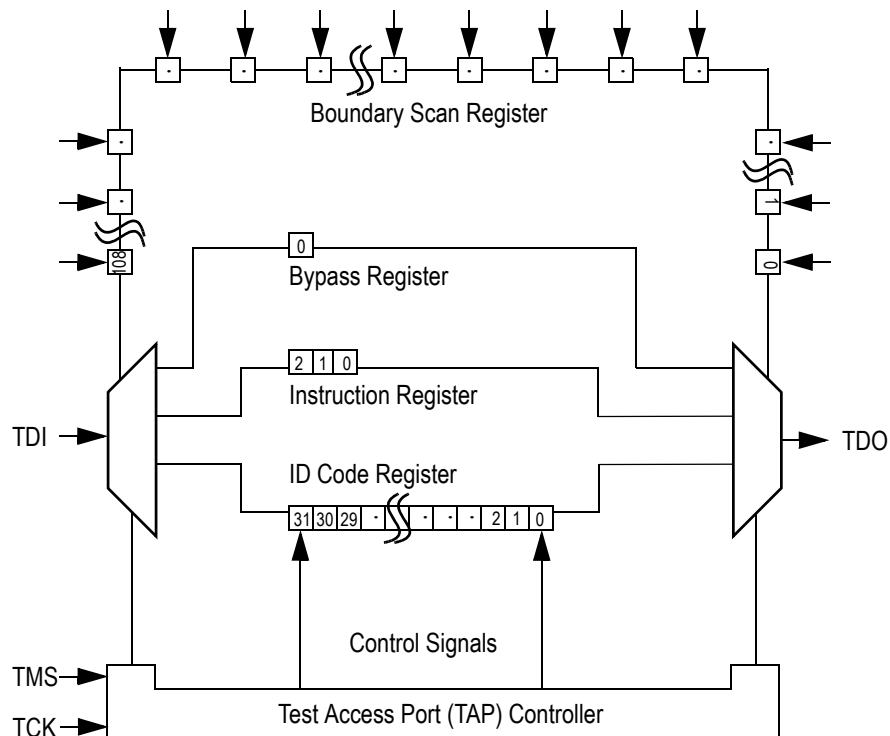 · · · · · · · ·
Boundary Scan Register
· ·
· 1
108 0
0
Bypass Register
2 1 0
Instruction Register
TDI TDO
ID Code Register
31 30 29 · · · · · 2 1 0
Control Signals
TMS
Test Access Port (TAP) Controller
TCK